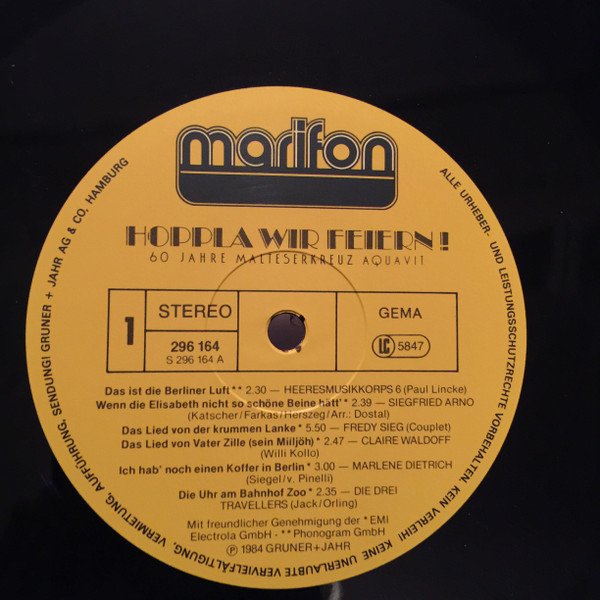 marifon
HOPPLA WIR FEIERN!
60 JAHRE MALTESERKREUZ AQUAVIT
1
STEREO
296 164
S 296 164 A
GEMA
LC 5847
Das ist die Berliner Luft** 2.30 — HEERESMUSIKKORPS 6 (Paul Lincke)
Wenn die Elisabeth nicht so schöne Beine hätt'* 2.39 — SIEGFRIED ARNO
(Katscher/Farkas/Herszeg/Arr.: Dostal)
Das Lied von der krummen Lanke* 5.50 — FREDY SIEG (Couplet)
Das Lied von Vater Zille (sein Milljöh)* 2.47 — CLAIRE WALDOFF
(Willi Kollo)
Ich hab' noch einen Koffer in Berlin* 3.00 — MARLENE DIETRICH
(Siegel/v. Pinelli)
Die Uhr am Bahnhof Zoo* 2.35 — DIE DREI
TRAVELLERS (Jack/Orling)
Mit freundlicher Genehmigung der * EMI
Electrola GmbH - ** Phonogram GmbH
Ⓟ 1984 GRUNER+JAHR
ALLE URHEBER- UND LEISTUNGSSCHUTZRECHTE VORBEHALTEN. KEIN VERLEIH! KEINE UNERLAUBTE VERVIELFÄLTIGUNG, VERMIETUNG, AUFFÜHRUNG, SENDUNG! GRUNER + JAHR AG & CO. HAMBURG